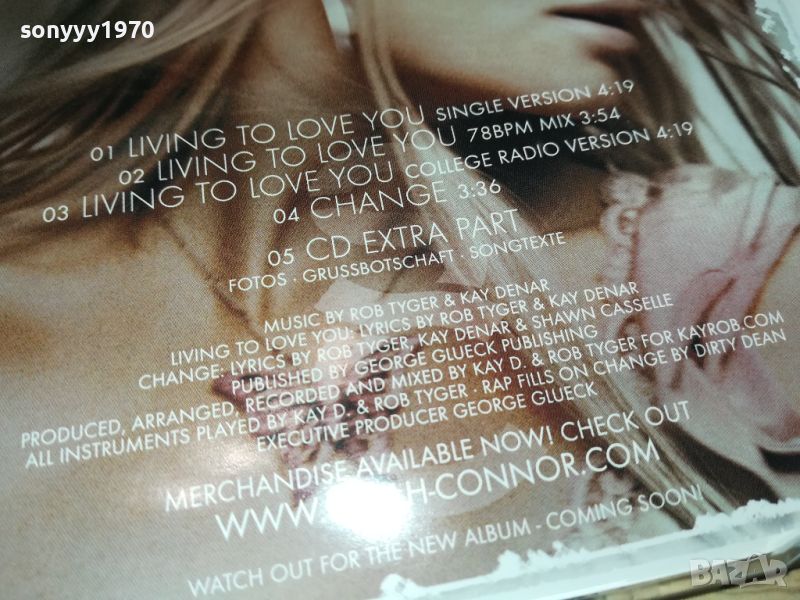 sonyyy1970
01 LIVING TO LOVE YOU SINGLE VERSION 4:19
02 LIVING TO LOVE YOU 78BPM MIX 3:54
03 LIVING TO LOVE YOU COLLEGE RADIO VERSION 4:19
04 CHANGE 3:36
05 CD EXTRA PART
FOTOS · GRUSSBOTSCHAFT · SONGTEXTE
MUSIC BY ROB TYGER & KAY DENAR
LIVING TO LOVE YOU: LYRICS BY ROB TYGER & KAY DENAR
CHANGE: LYRICS BY ROB TYGER, KAY DENAR & SHAWN CASSELLE
PUBLISHED BY GEORGE GLUECK PUBLISHING
PRODUCED, ARRANGED, RECORDED AND MIXED BY KAY D. & ROB TYGER FOR KAYROB.COM
ALL INSTRUMENTS PLAYED BY KAY D. & ROB TYGER · RAP FILLS ON CHANGE BY DIRTY DEAN
EXECUTIVE PRODUCER GEORGE GLUECK
MERCHANDISE AVAILABLE NOW! CHECK OUT
H-CONNOR.COM
WATCH OUT FOR THE NEW ALBUM - COMING SOON!
BAZAR